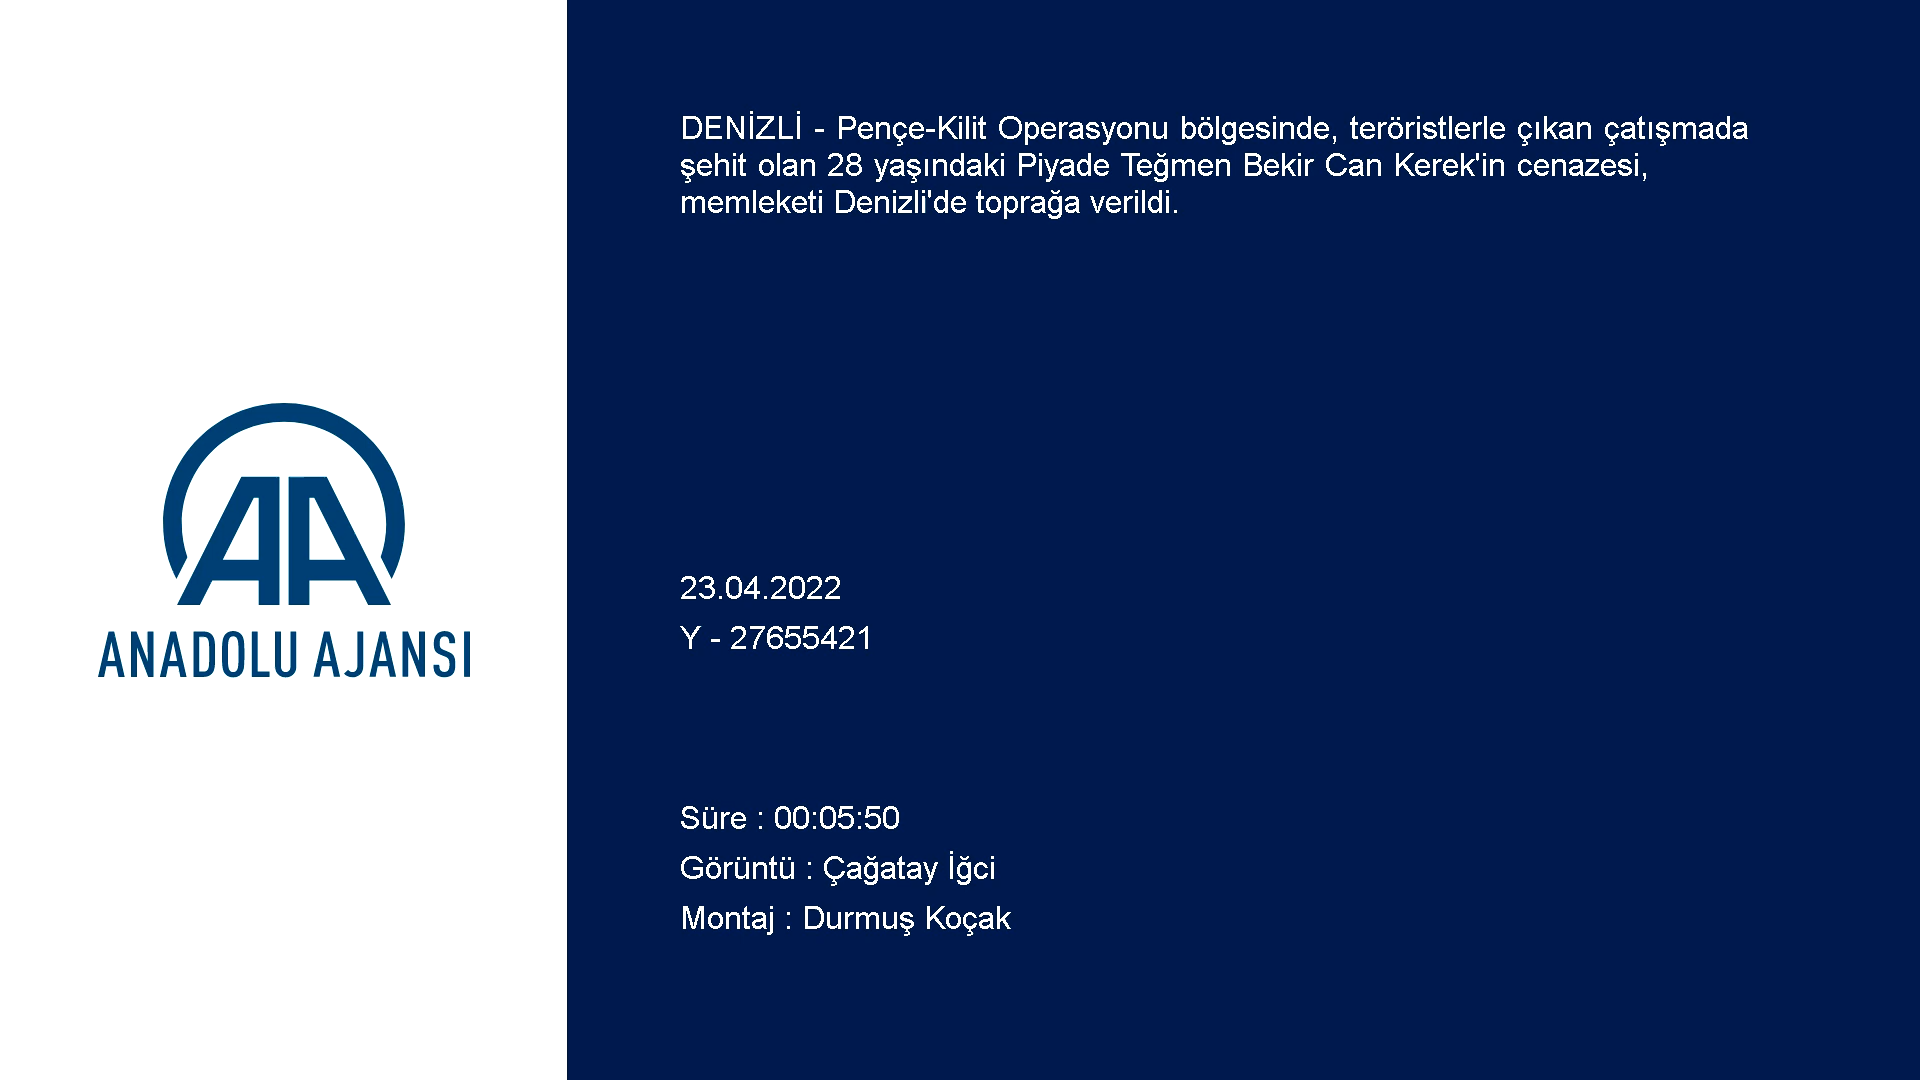 DENİZLİ - Pençe-Kilit Operasyonu bölgesinde, teröristlerle çıkan çatışmada
şehit olan 28 yaşındaki Piyade Teğmen Bekir Can Kerek'in cenazesi,
memleketi Denizli'de toprağa verildi.
AA
ANADOLU AJANSI
23.04.2022
Y - 27655421
Süre : 00:05:50
Görüntü : Çağatay İğci
Montaj : Durmuş Koçak